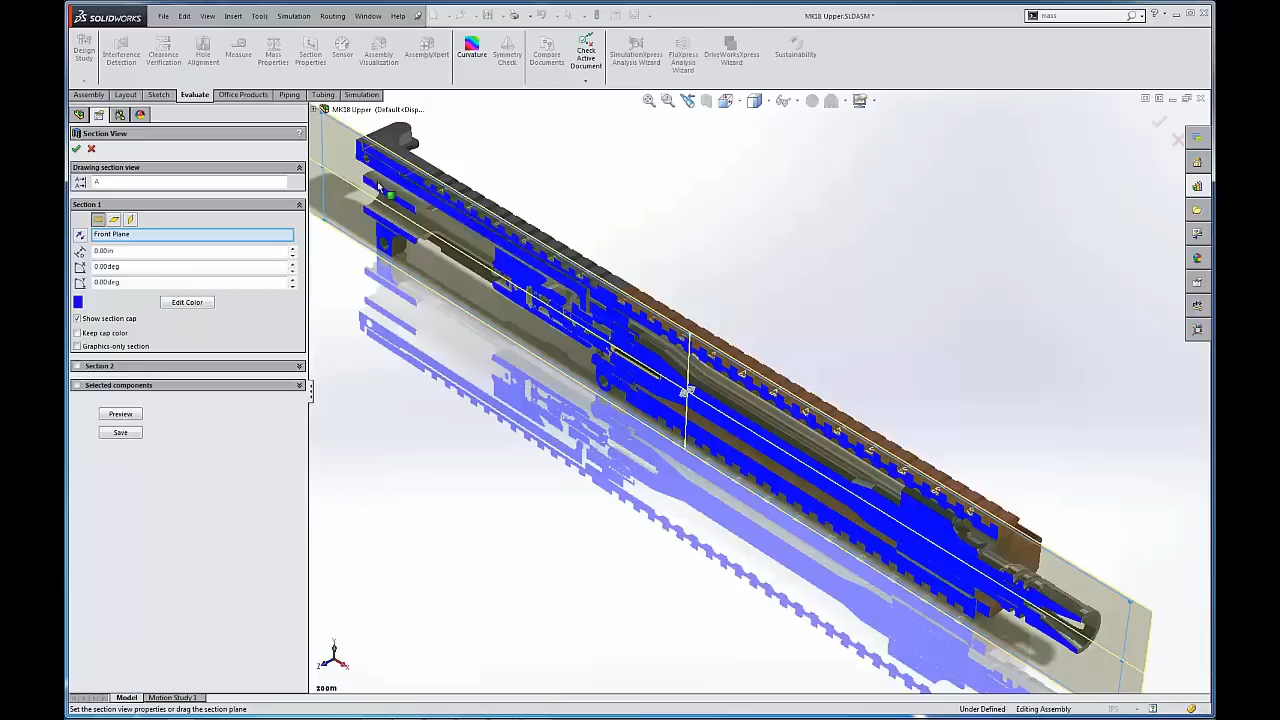 SOLIDWORKS File Edit View Insert Tools Simulation Routing Window Help MK18 Upper.SLDASM * mass
Design Study
Interference Detection
Clearance Verification
Hole Alignment
Measure
Mass Properties
Section Properties
Sensor
Assembly Visualization
AssemblyXpert
Curvature
Symmetry Check
Compare Documents
Check Active Document
SimulationXpress Analysis Wizard
FloXpress Analysis Wizard
DriveWorksXpress Wizard
Sustainability
Assembly Layout Sketch Evaluate Office Products Piping Tubing Simulation
MK18 Upper (Default<Disp...
Section View ?
Drawing section view
A
Section 1
Front Plane
0.00in
0.00deg
0.00deg
Edit Color
Show section cap
Keep cap color
Graphics-only section
Section 2
Selected components
Preview
Save
Y
Z X
zoom
Model Motion Study 1
Set the section view properties or drag the section plane Under Defined Editing Assembly IPS